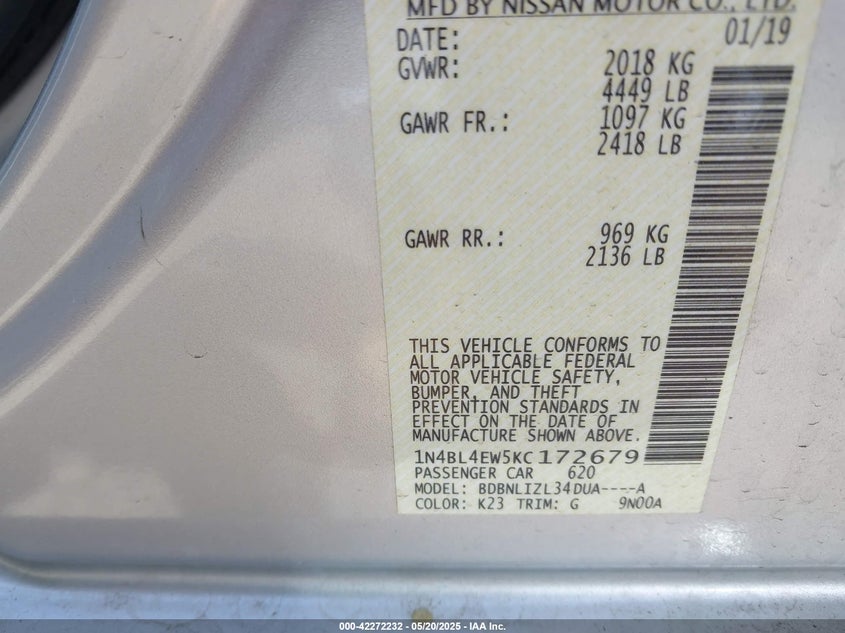 MFD BY NISSAN MOTOR CO., LTD.
DATE: 01/19
GVWR: 2018 KG
4449 LB
GAWR FR.: 1097 KG
2418 LB
GAWR RR.: 969 KG
2136 LB
THIS VEHICLE CONFORMS TO
ALL APPLICABLE FEDERAL
MOTOR VEHICLE SAFETY,
BUMPER, AND THEFT
PREVENTION STANDARDS IN
EFFECT ON THE DATE OF
MANUFACTURE SHOWN ABOVE.
1N4BL4EW5KC172679
PASSENGER CAR 620
MODEL: BDBNLIZL34DUA----A
COLOR: K23 TRIM: G 9N00A
000-42272232 - 05/20/2025 - IAA Inc.